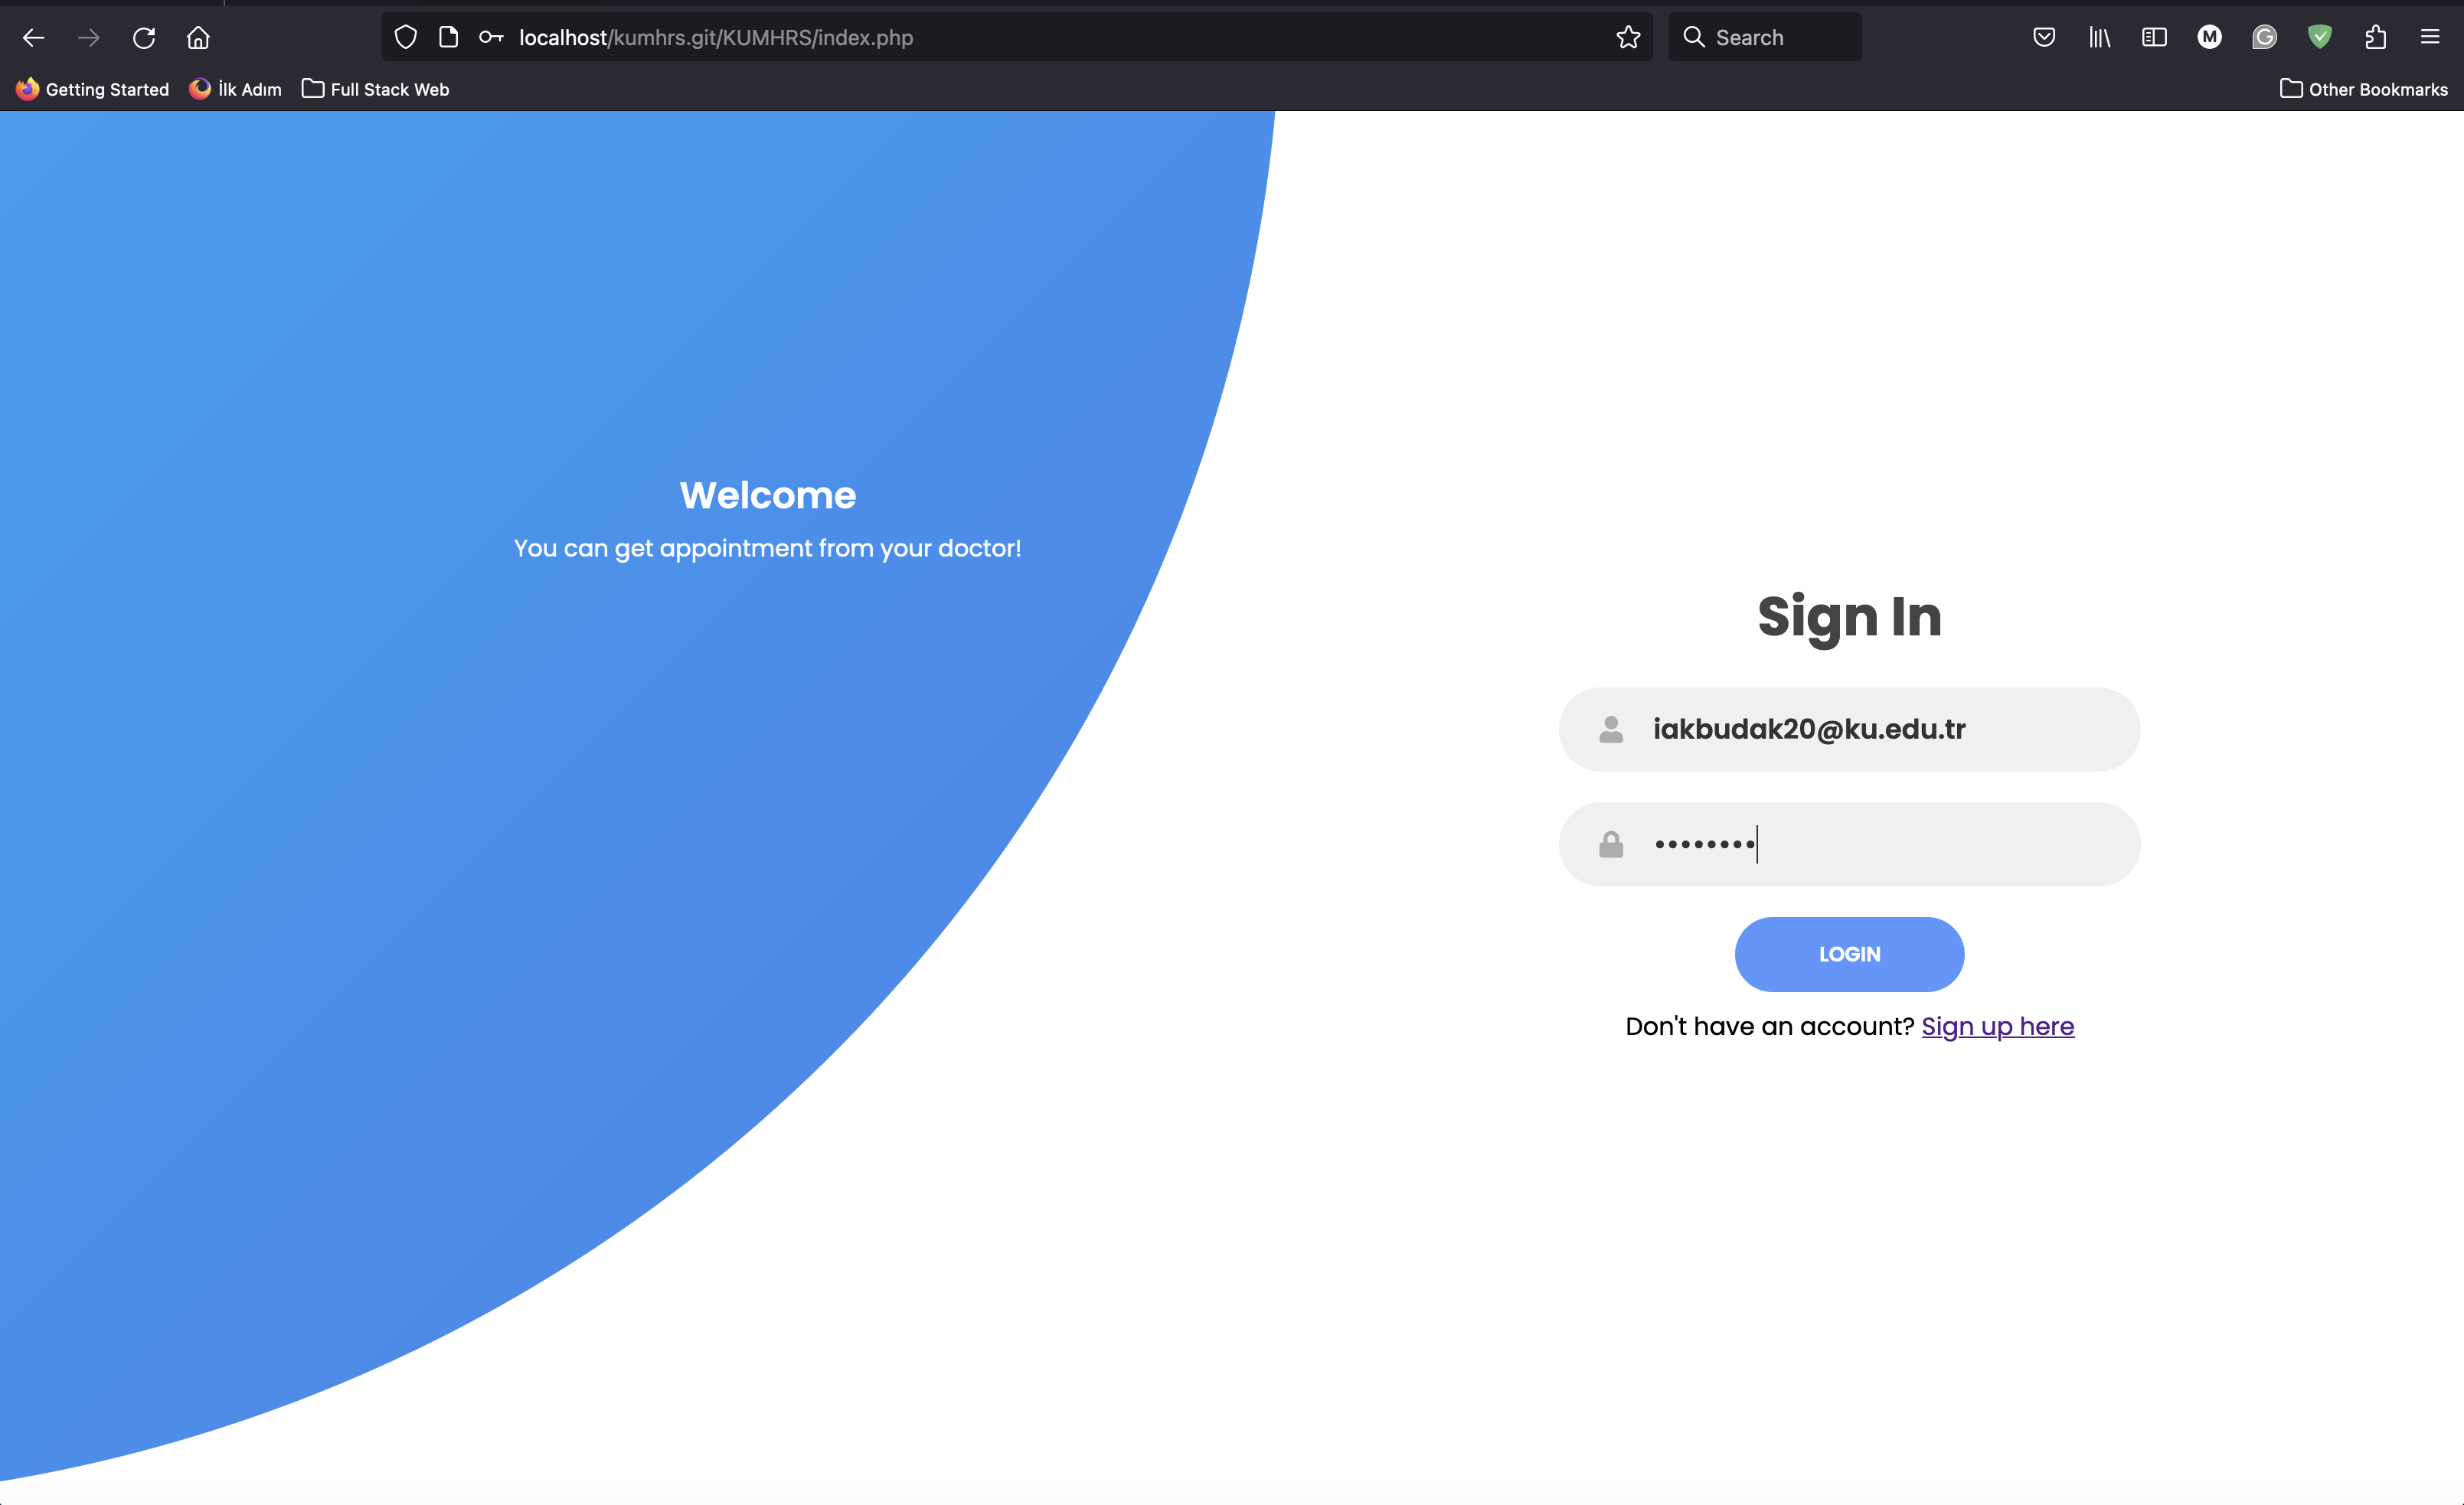 localhost/kumhrs.git/KUMHRS/index.php
Search
Getting Started
İlk Adım
Full Stack Web
Other Bookmarks
Welcome
You can get appointment from your doctor!
Sign In
iakbudak20@ku.edu.tr
••••••••
LOGIN
Don't have an account? Sign up here